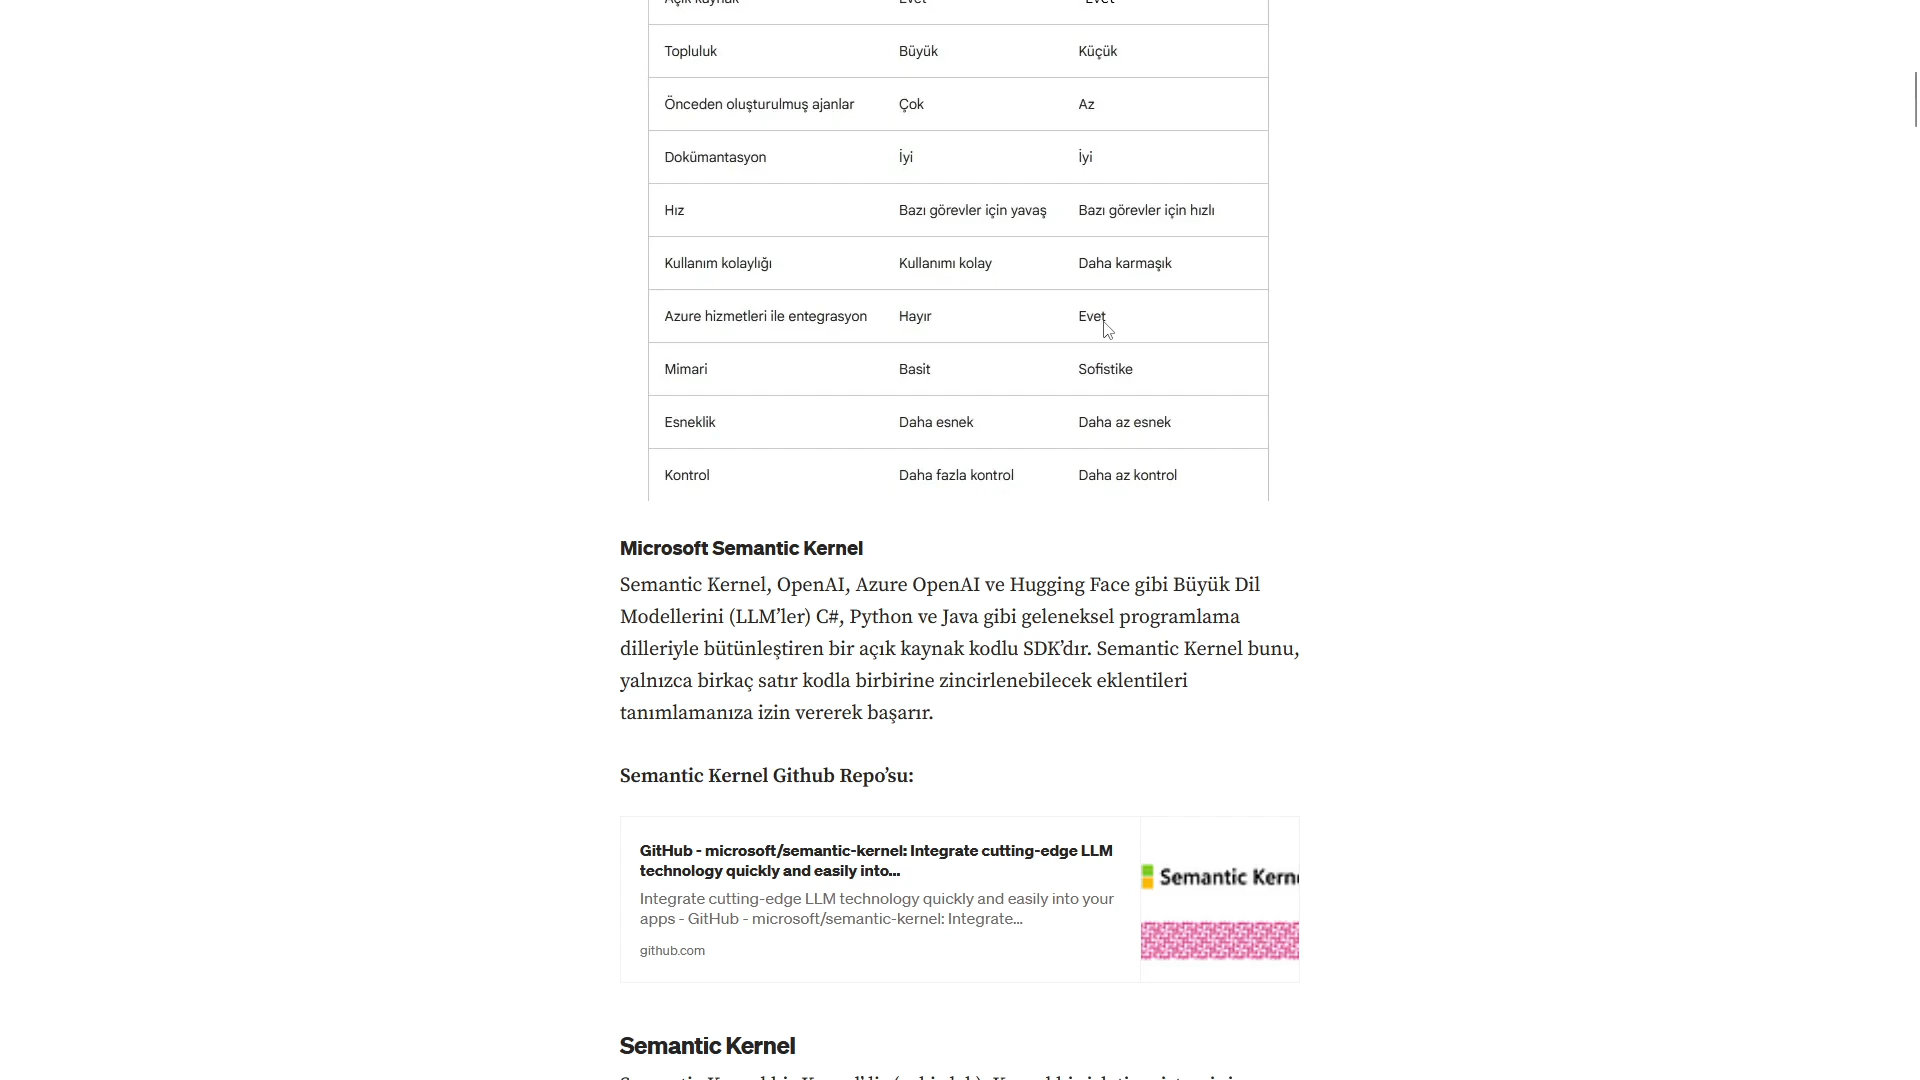 Topluluk Büyük Küçük
Önceden oluşturulmuş ajanlar Çok Az
Dokümantasyon İyi İyi
Hız Bazı görevler için yavaş Bazı görevler için hızlı
Kullanım kolaylığı Kullanımı kolay Daha karmaşık
Azure hizmetleri ile entegrasyon Hayır Evet
Mimari Basit Sofistike
Esneklik Daha esnek Daha az esnek
Kontrol Daha fazla kontrol Daha az kontrol
Microsoft Semantic Kernel
Semantic Kernel, OpenAI, Azure OpenAI ve Hugging Face gibi Büyük Dil
Modellerini (LLM’ler) C#, Python ve Java gibi geleneksel programlama
dilleriyle bütünleştiren bir açık kaynak kodlu SDK’dır. Semantic Kernel bunu,
yalnızca birkaç satır kodla birbirine zincirlenebilecek eklentileri
tanımlamanıza izin vererek başarır.
Semantic Kernel Github Repo’su:
GitHub - microsoft/semantic-kernel: Integrate cutting-edge LLM
technology quickly and easily into...
Integrate cutting-edge LLM technology quickly and easily into your
apps - GitHub - microsoft/semantic-kernel: Integrate...
github.com
Semantic Kern
Semantic Kernel